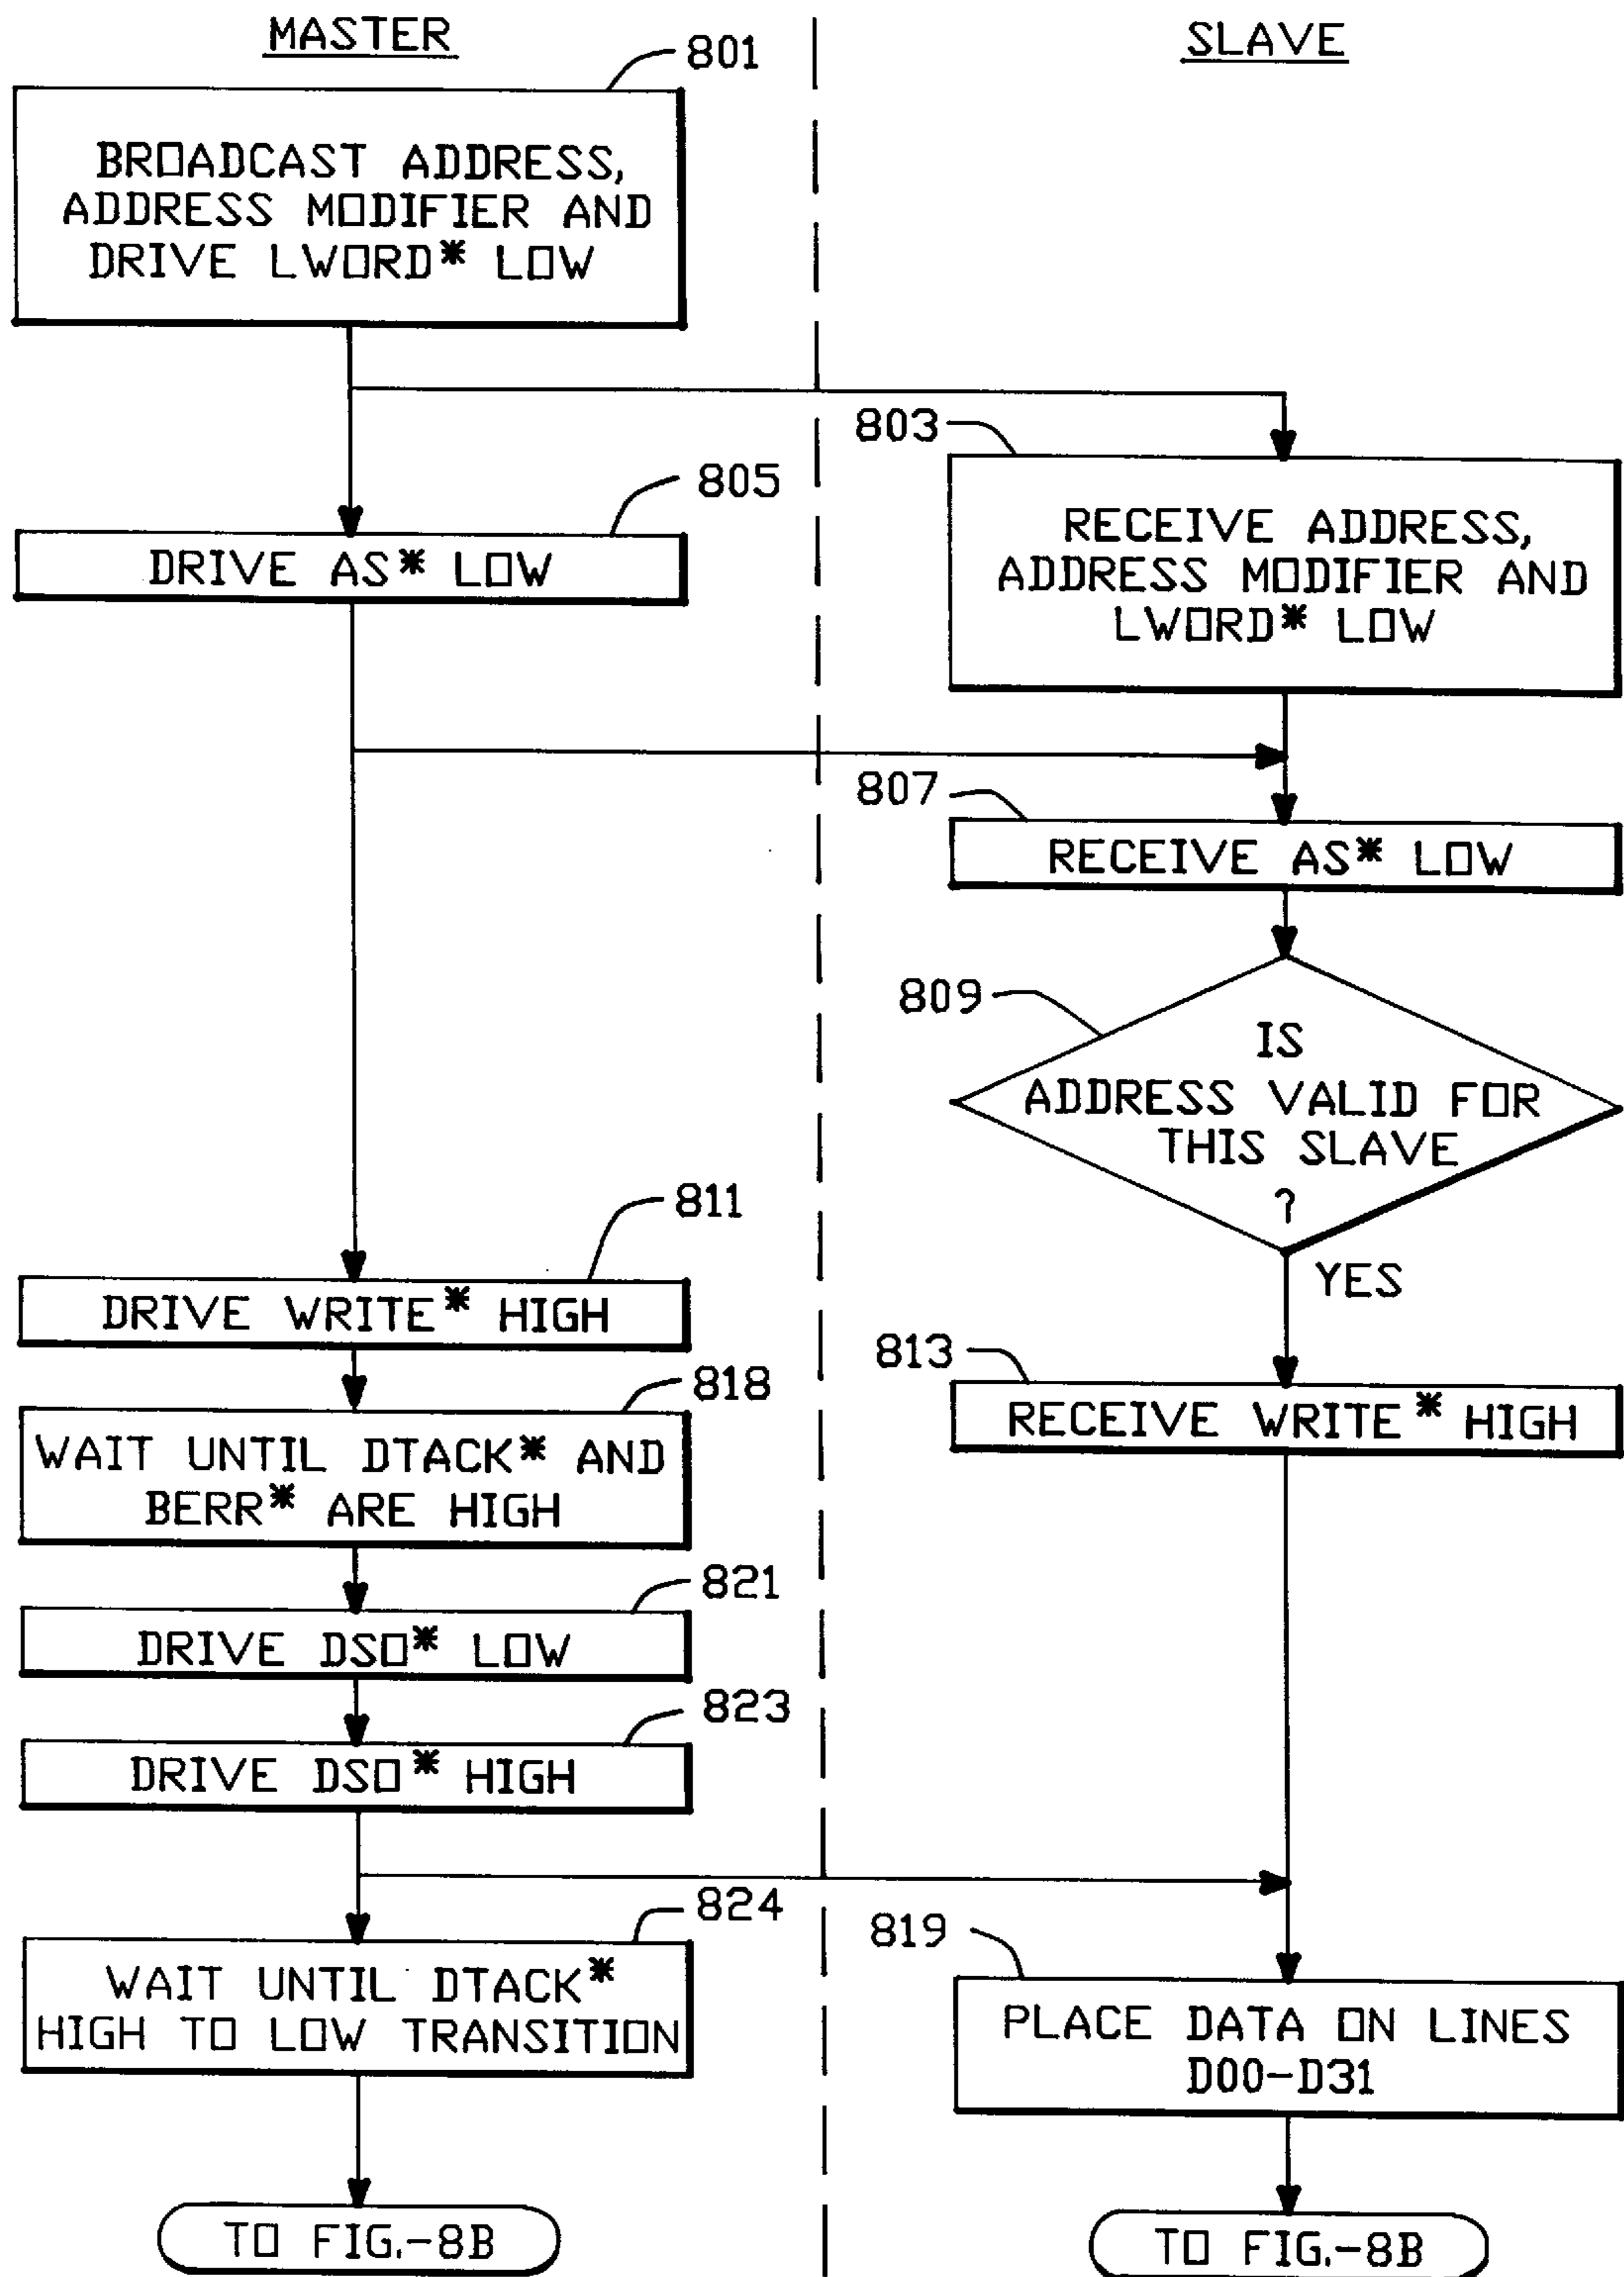 MASTER
801
BROADCAST ADDRESS,
ADDRESS MODIFIER AND
DRIVE LWORD* LOW
805
DRIVE AS* LOW
811
DRIVE WRITE* HIGH
818
WAIT UNTIL DTACK* AND
BERR* ARE HIGH
821
DRIVE DS0* LOW
823
DRIVE DS0* HIGH
824
WAIT UNTIL DTACK*
HIGH TO LOW TRANSITION
TO FIG.-8B
SLAVE
803
RECEIVE ADDRESS,
ADDRESS MODIFIER AND
LWORD* LOW
807
RECEIVE AS* LOW
809
IS
ADDRESS VALID FOR
THIS SLAVE
?
YES
813
RECEIVE WRITE* HIGH
819
PLACE DATA ON LINES
D00-D31
TO FIG.-8B